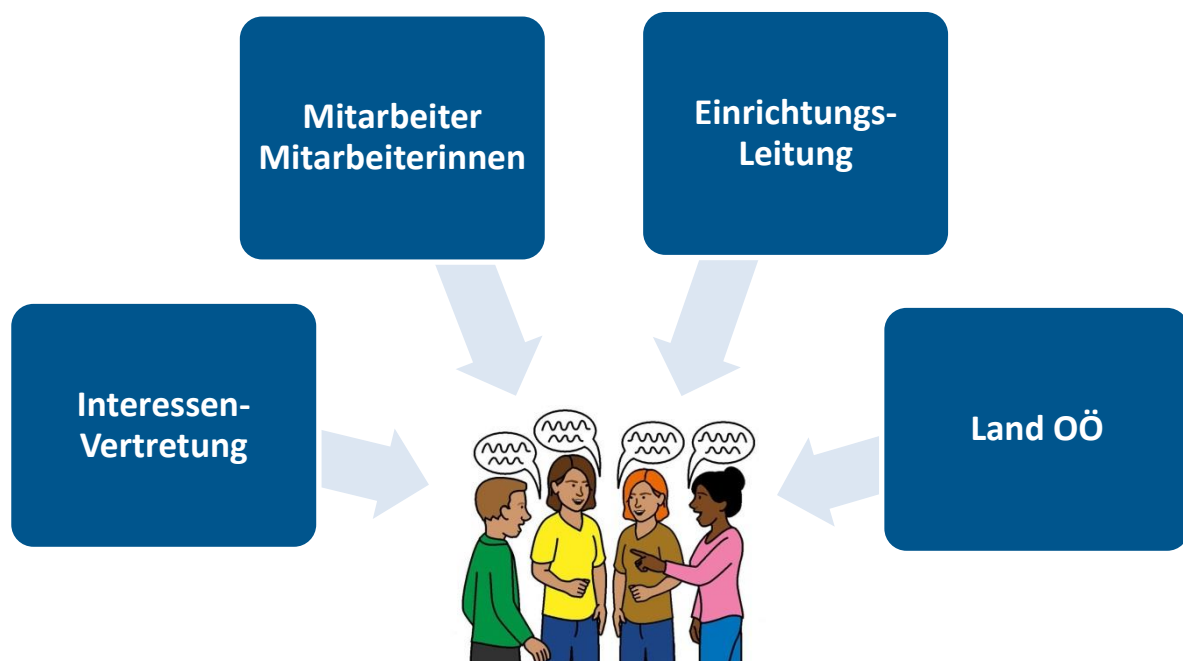 Mitarbeiter
Mitarbeiterinnen
Einrichtungs-
Leitung
Interessen-
Vertretung
Land OÖ